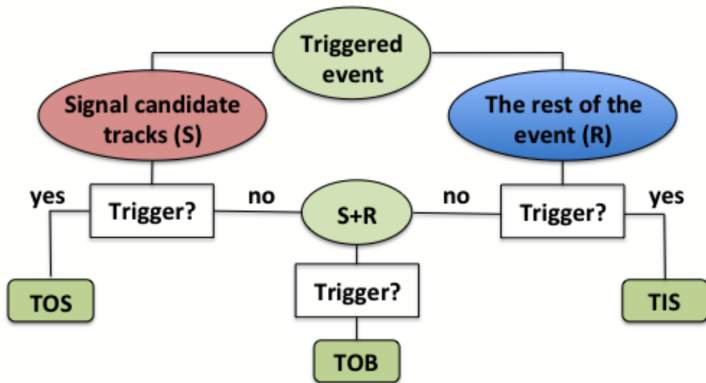 Triggered
event
Signal candidate
tracks (S)
The rest of the
event (R)
yes
Trigger?
no
S+R
no
Trigger?
yes
TOS
Trigger?
TIS
TOB